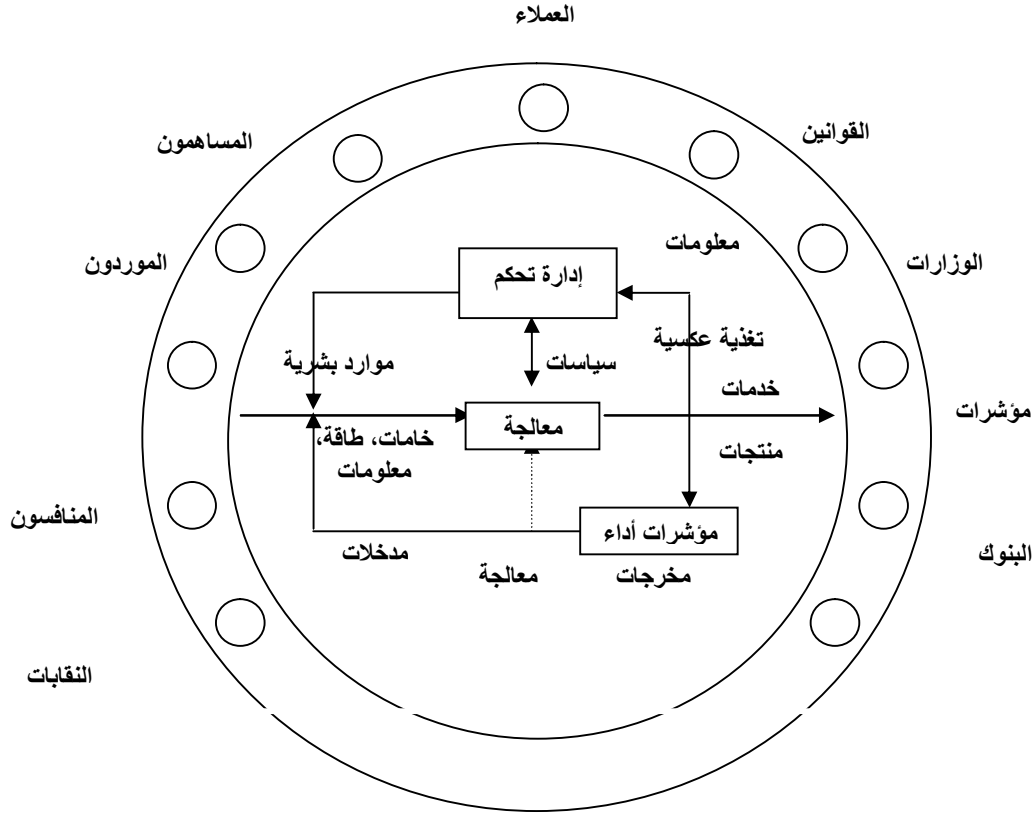 العملاء
القوانين
المساهمون
معلومات
الوزارات
الموردون
إدارة تحكم
تغذية عكسية
سياسات
موارد بشرية
خدمات
مؤشرات
معالجة
خامات، طاقة،
معلومات
منتجات
المنافسون
مؤشرات أداء
البنوك
مدخلات
معالجة
مخرجات
النقابات